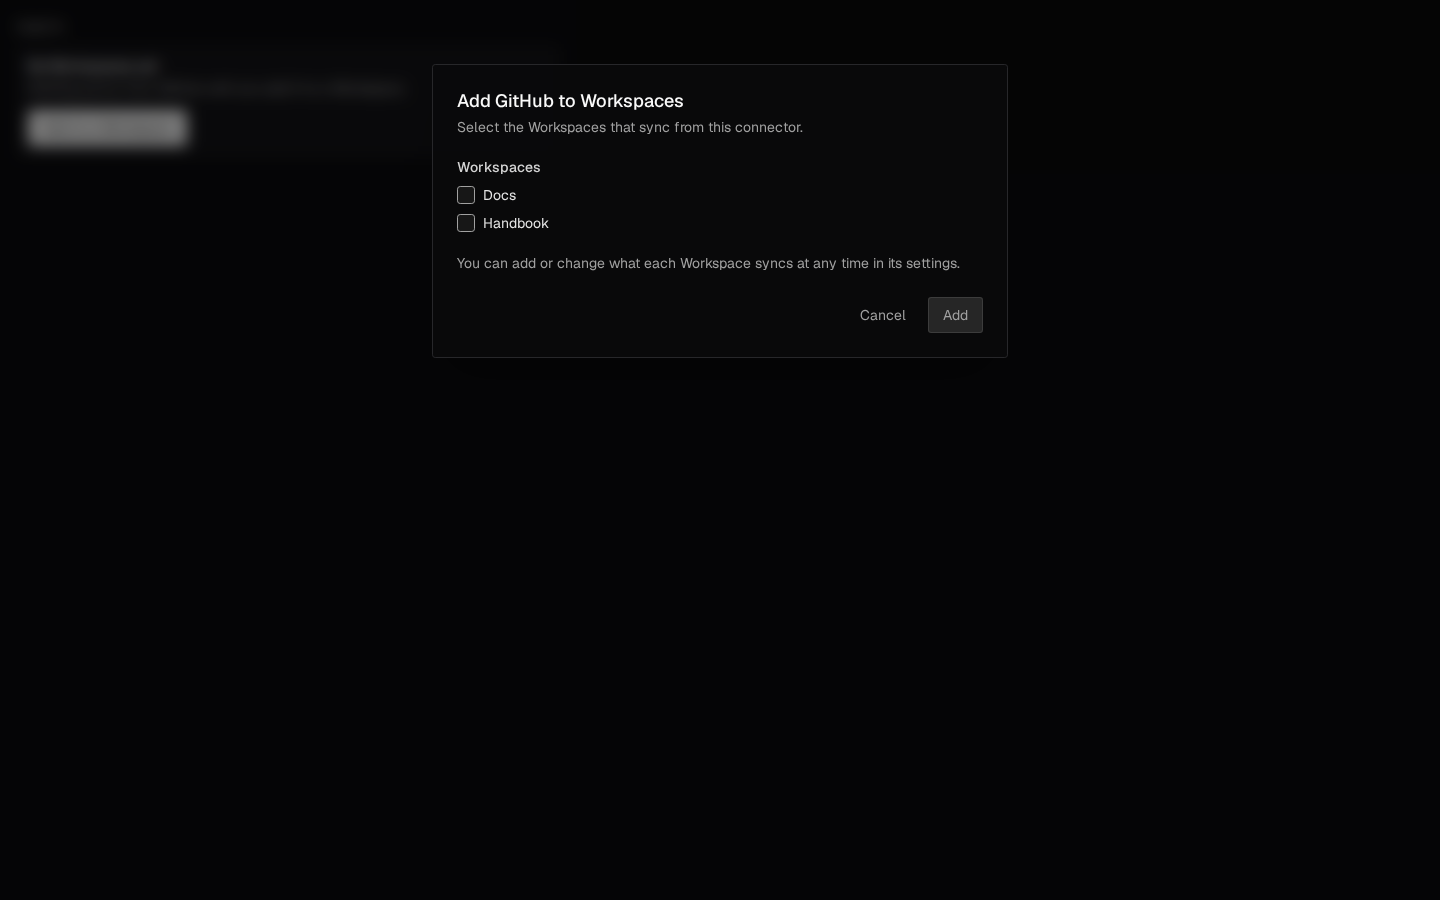 Add GitHub to Workspaces
Select the Workspaces that sync from this connector.
Workspaces
Docs
Handbook
You can add or change what each Workspace syncs at any time in its settings.
Cancel
Add